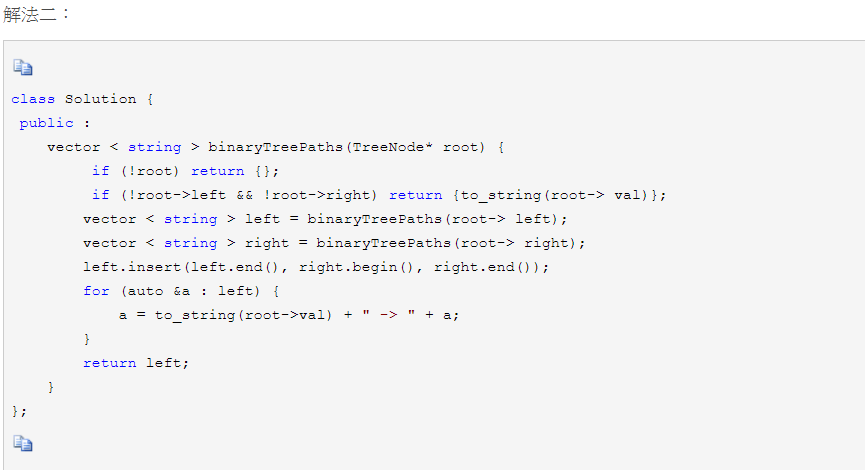 解法二：
class Solution {
 public :
    vector < string > binaryTreePaths(TreeNode* root) {
         if (!root) return {};
         if (!root->left && !root->right) return {to_string(root-> val)};
        vector < string > left = binaryTreePaths(root-> left);
        vector < string > right = binaryTreePaths(root-> right);
        left.insert(left.end(), right.begin(), right.end());
        for (auto &a : left) {
            a = to_string(root->val) + " -> " + a;
        }
        return left;
    }
};